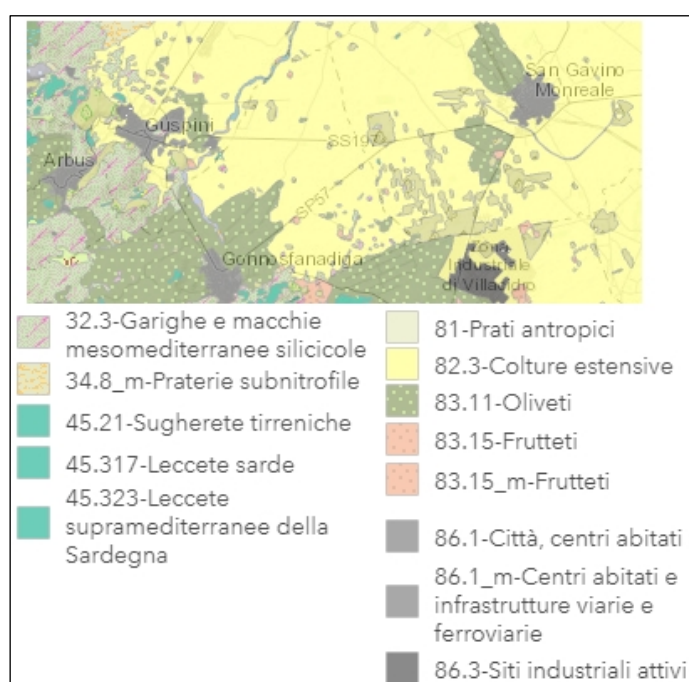 San Gavino
Monreale
Guspini
SS197
Arbus
SP57
Gonnosfanadiga
Zona
Industriale
di Villacidro
32.3-Garighe e macchie
mesomediterranee silicicole
34.8_m-Praterie subnitrofile
45.21-Sugherete tirreniche
45.317-Leccete sarde
45.323-Leccete
supramediterranee della
Sardegna
81-Prati antropici
82.3-Colture estensive
83.11-Oliveti
83.15-Frutteti
83.15_m-Frutteti
86.1-Città, centri abitati
86.1_m-Centri abitati e
infrastrutture viarie e
ferroviarie
86.3-Siti industriali attivi